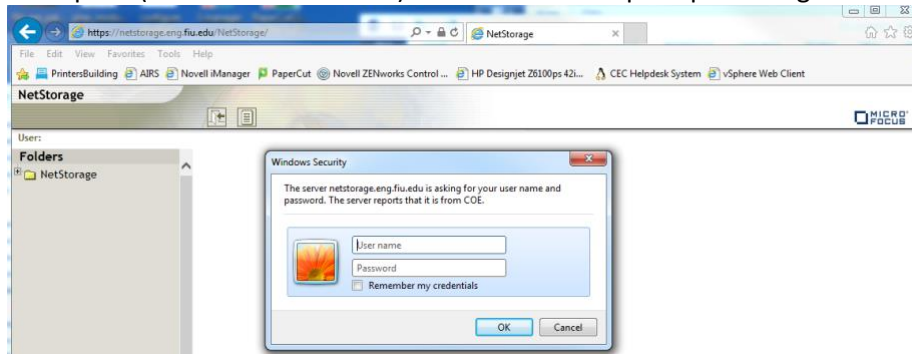 https://netstorage.eng.fiu.edu/NetStorage/
NetStorage
File Edit View Favorites Tools Help
PrintersBuilding AIRS Novell iManager PaperCut Novell ZENworks Control ... HP Designjet Z6100ps 42i... CEC Helpdesk System vSphere Web Client
NetStorage
MICRO
FOCUS
User:
Folders
NetStorage
Windows Security
The server netstorage.eng.fiu.edu is asking for your user name and
password. The server reports that it is from COE.
User name
Password
Remember my credentials
OK Cancel